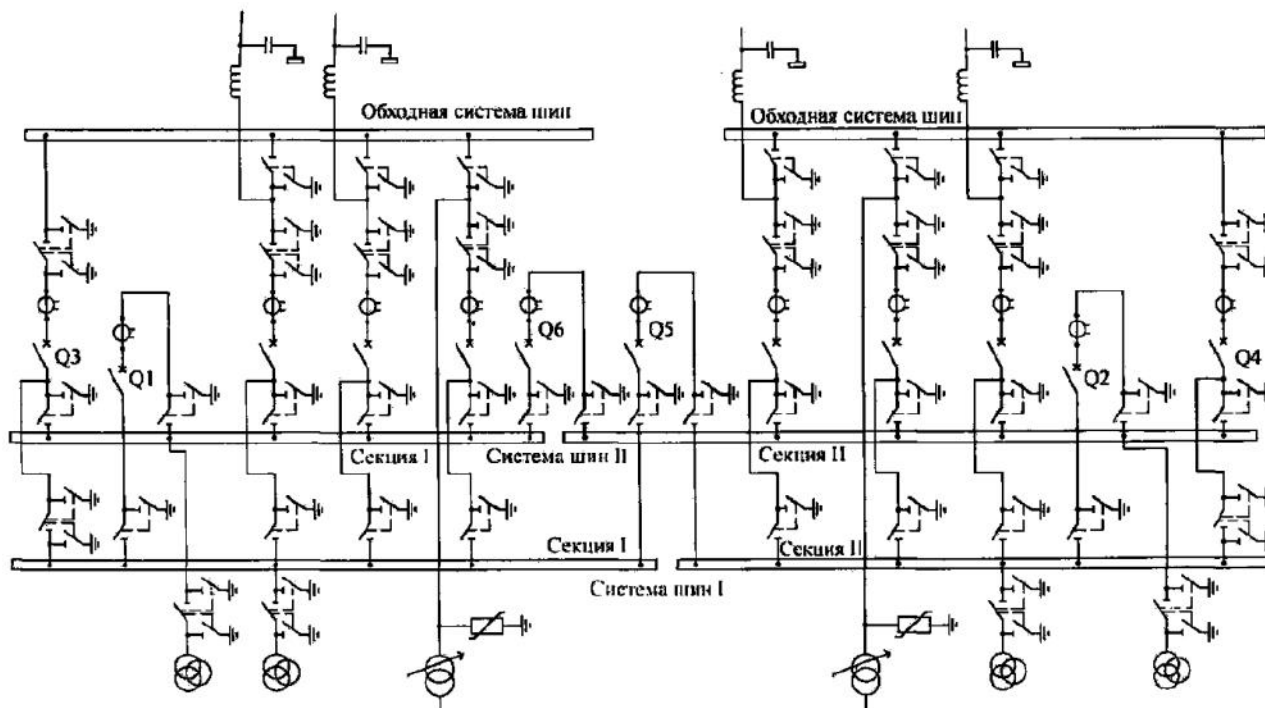 Обходная система шин
Обходная система шин
Q3
Q1
Q6
Q5
Q2
Q4
Секция I
Система шин II
Секция II
Секция I
Секция II
Система шин I